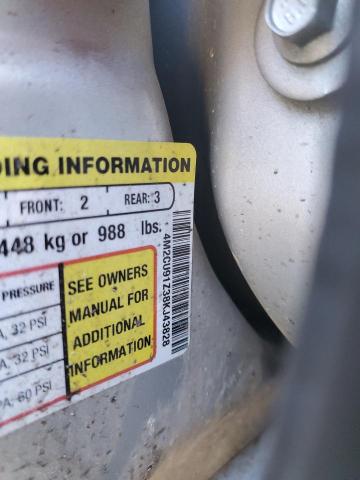 DING INFORMATION
FRONT: 2 REAR: 3
448 kg or 988 lbs.
PRESSURE
A, 32 PSI
A, 32 PSI
PA, 60 PSI
SEE OWNERS
MANUAL FOR
ADDITIONAL
INFORMATION
4M2CU91Z38KJ43828